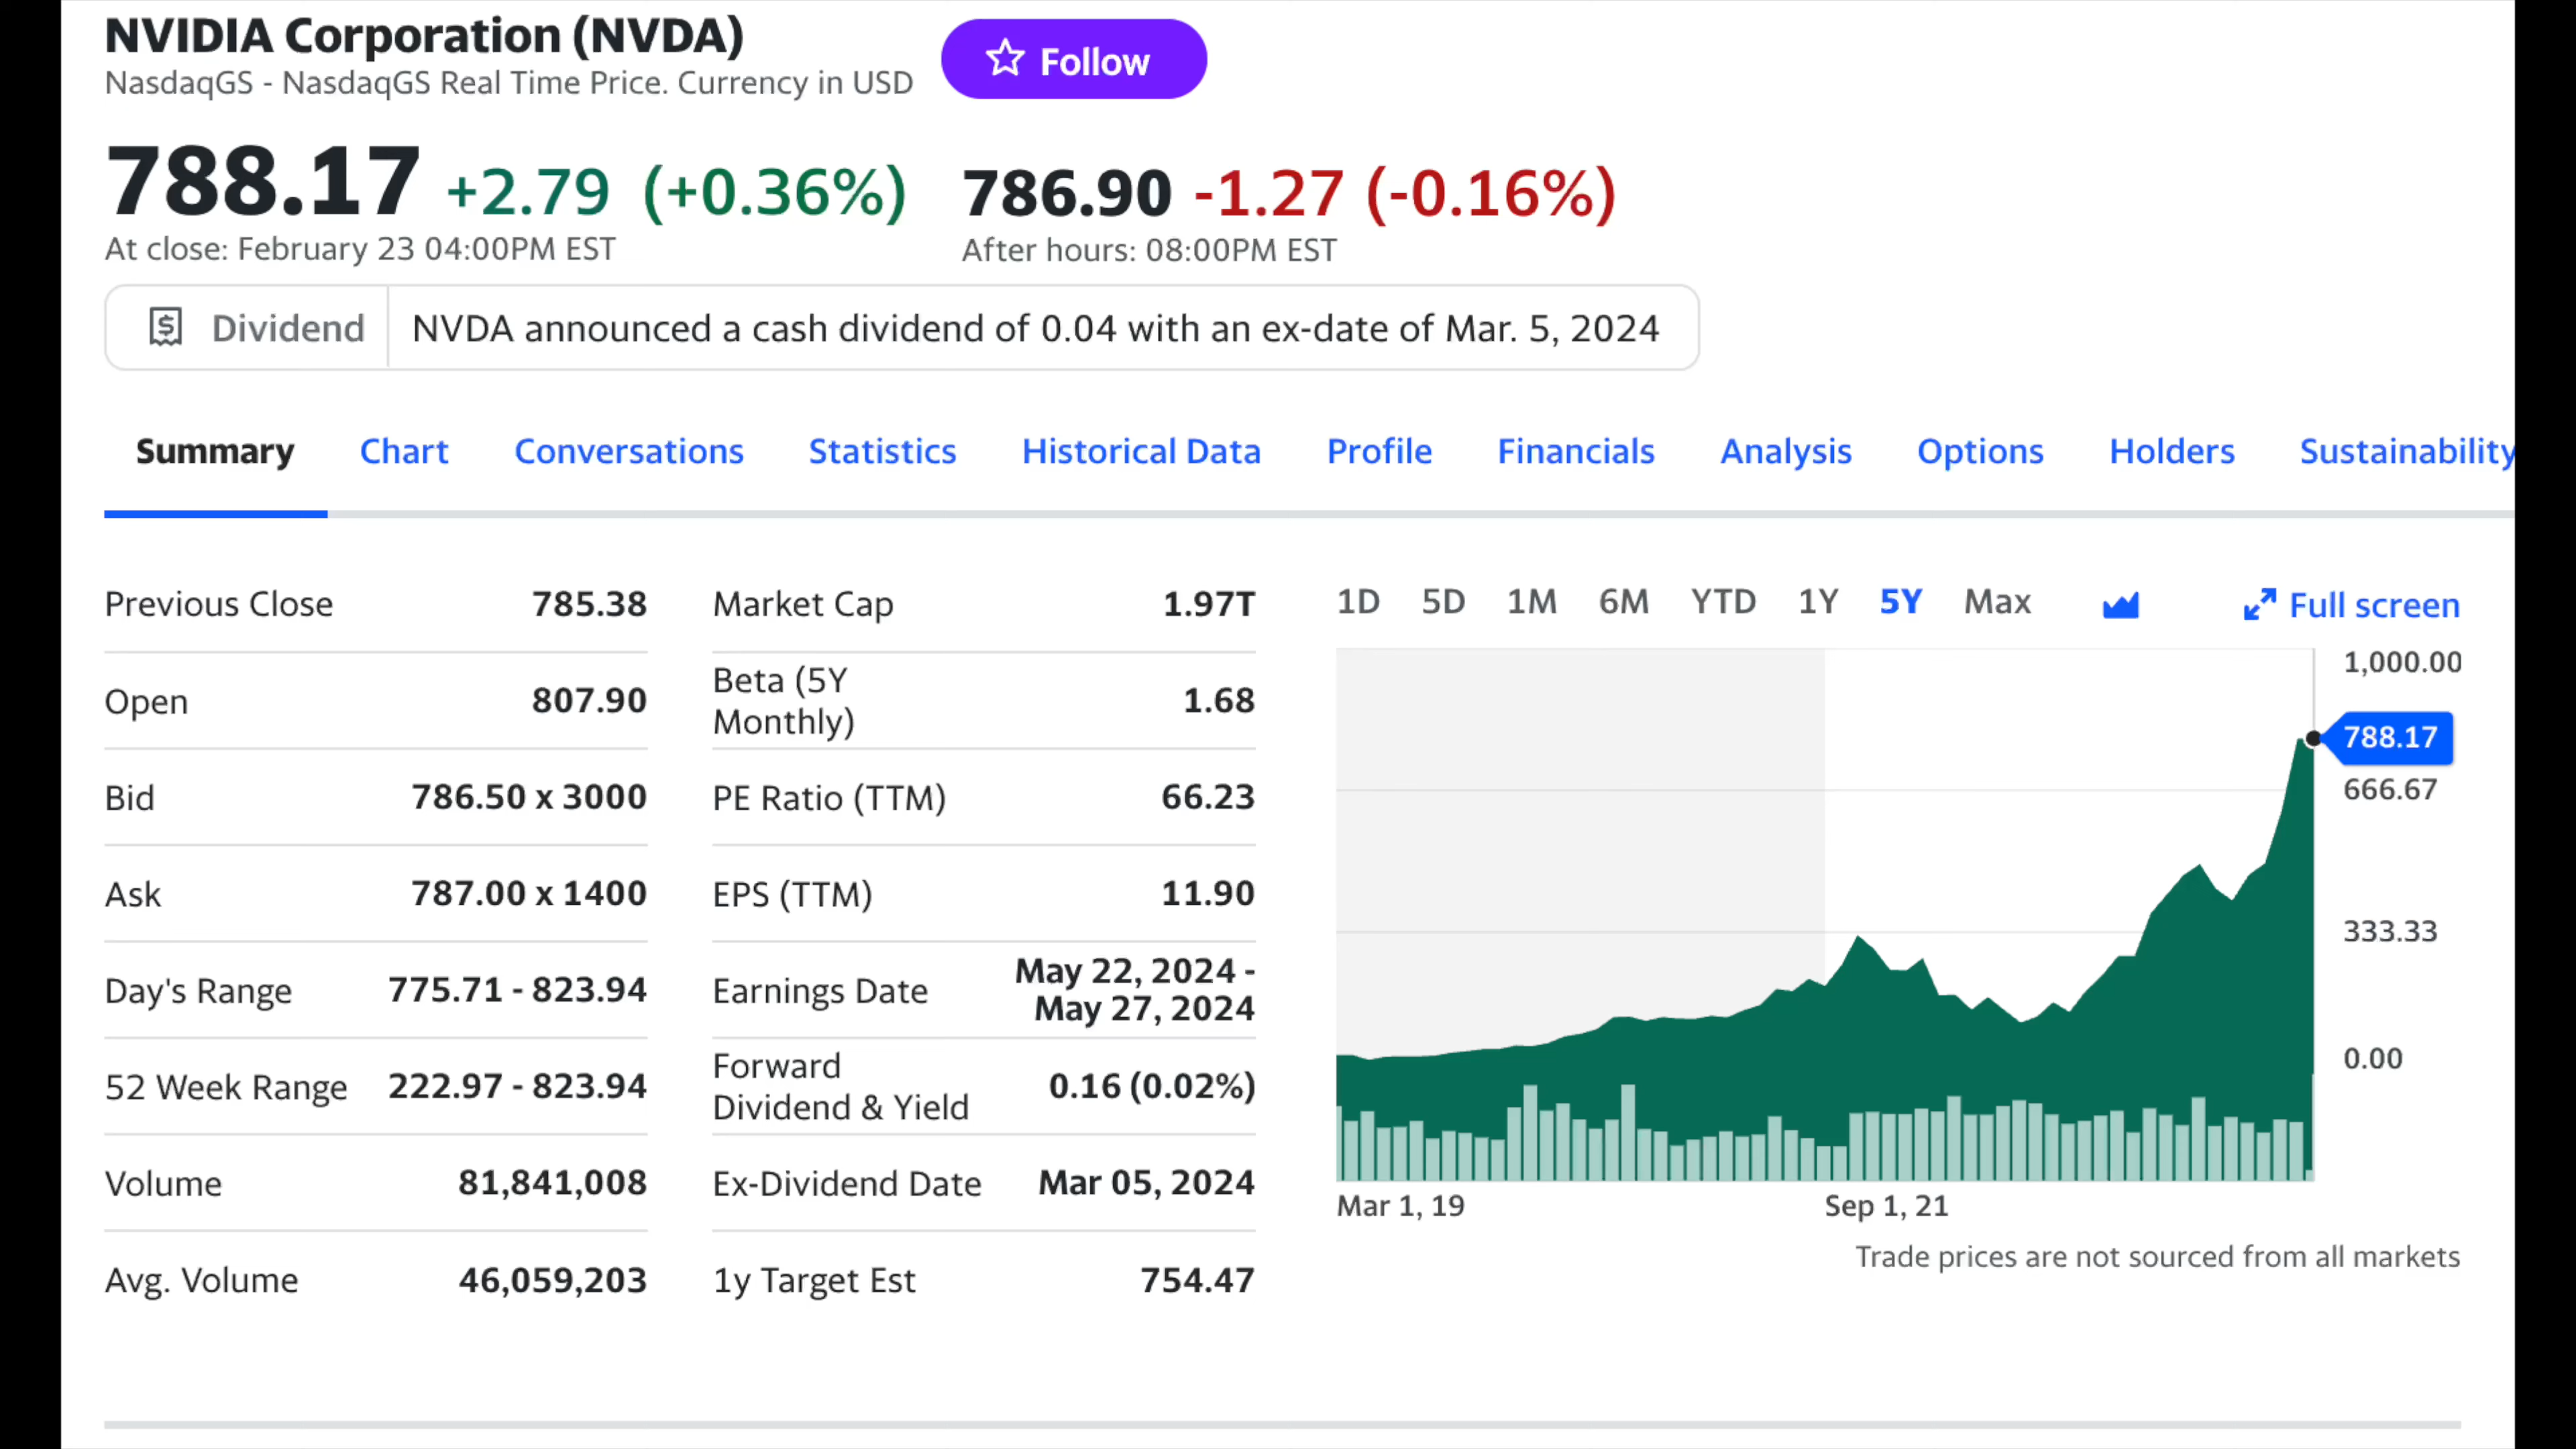 NVIDIA Corporation (NVDA)
Follow
NasdaqGS - NasdaqGS Real Time Price. Currency in USD
788.17 +2.79 (+0.36%) 786.90 -1.27 (-0.16%)
At close: February 23 04:00PM EST
After hours: 08:00PM EST
Dividend
NVDA announced a cash dividend of 0.04 with an ex-date of Mar. 5, 2024
Summary Chart Conversations Statistics Historical Data Profile Financials Analysis Options Holders Sustainability
Previous Close 785.38
Open 807.90
Bid 786.50 x 3000
Ask 787.00 x 1400
Day's Range 775.71 - 823.94
52 Week Range 222.97 - 823.94
Volume 81,841,008
Avg. Volume 46,059,203
Market Cap 1.97T
Beta (5Y
Monthly) 1.68
PE Ratio (TTM) 66.23
EPS (TTM) 11.90
Earnings Date May 22, 2024 -
May 27, 2024
Forward
Dividend & Yield 0.16 (0.02%)
Ex-Dividend Date Mar 05, 2024
1y Target Est 754.47
1D 5D 1M 6M YTD 1Y 5Y Max Full screen
1,000.00
788.17
666.67
333.33
0.00
Mar 1, 19 Sep 1, 21
Trade prices are not sourced from all markets